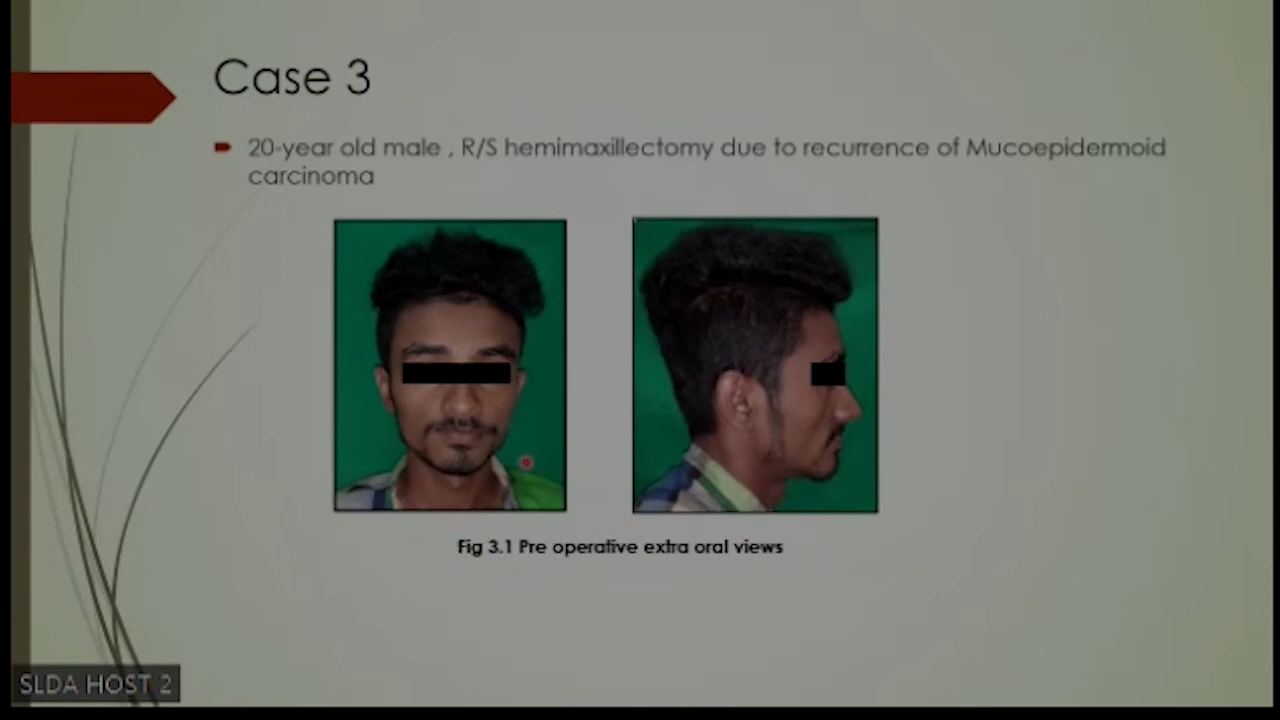 Case 3
20-year old male , R/S hemimaxillectomy due to recurrence of Mucoepidermoid
carcinoma
Fig 3.1 Pre operative extra oral views
SLDA HOST 2